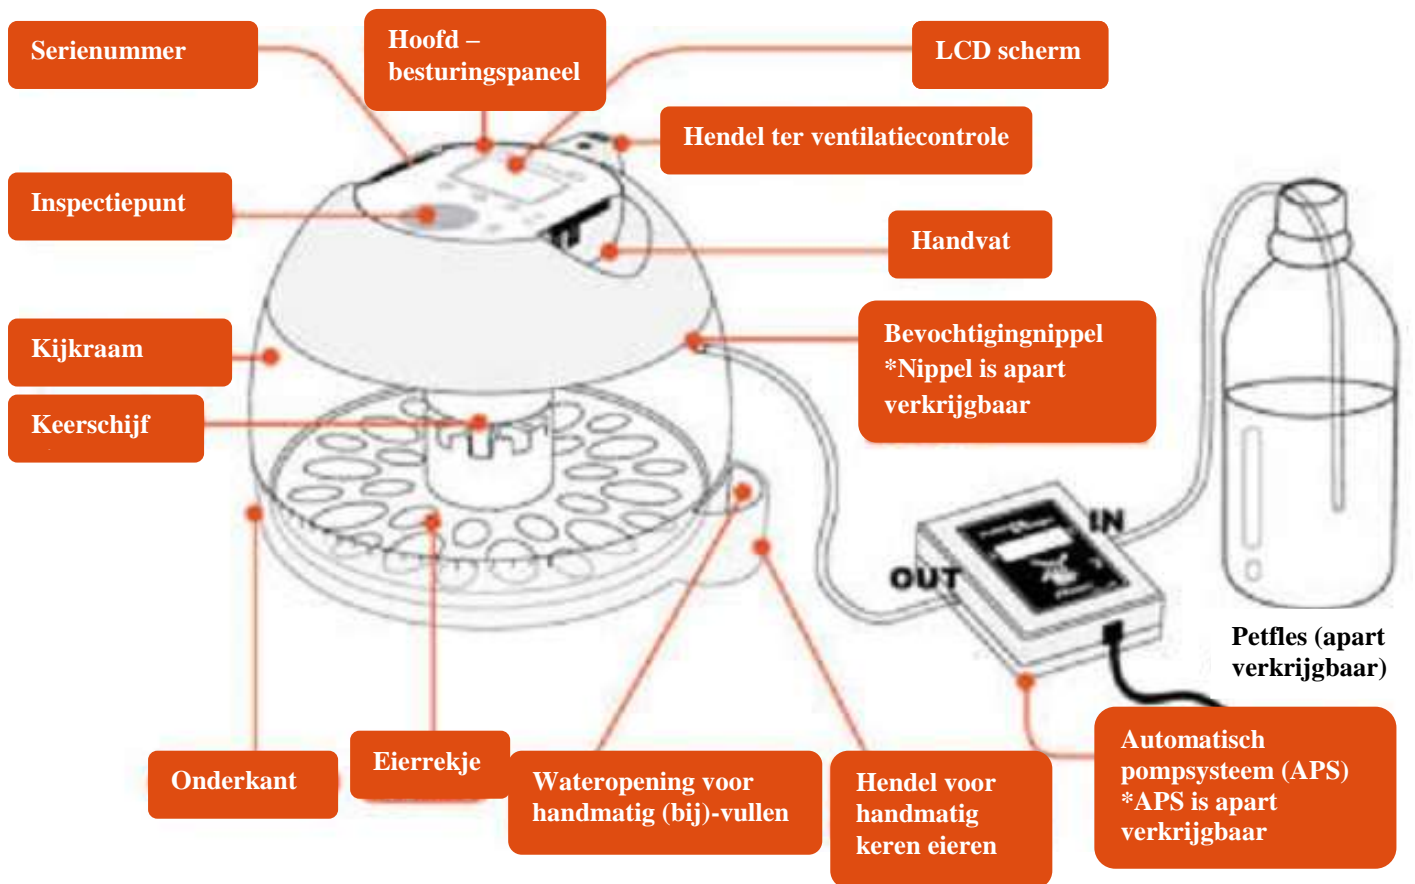 Serienummer
Hoofd –
besturingspaneel
LCD scherm
Hendel ter ventilatiecontrole
Inspectiepunt
Handvat
Bevochtigingnippel
*Nippel is apart
verkrijgbaar
Kijkraam
Keerschijf
IN
OUT
Petfles (apart
verkrijgbaar)
Onderkant
Eierrekje
Wateropening voor
handmatig (bij)-vullen
Hendel voor
handmatig
keren eieren
Automatisch
pompsysteem (APS)
*APS is apart
verkrijgbaar